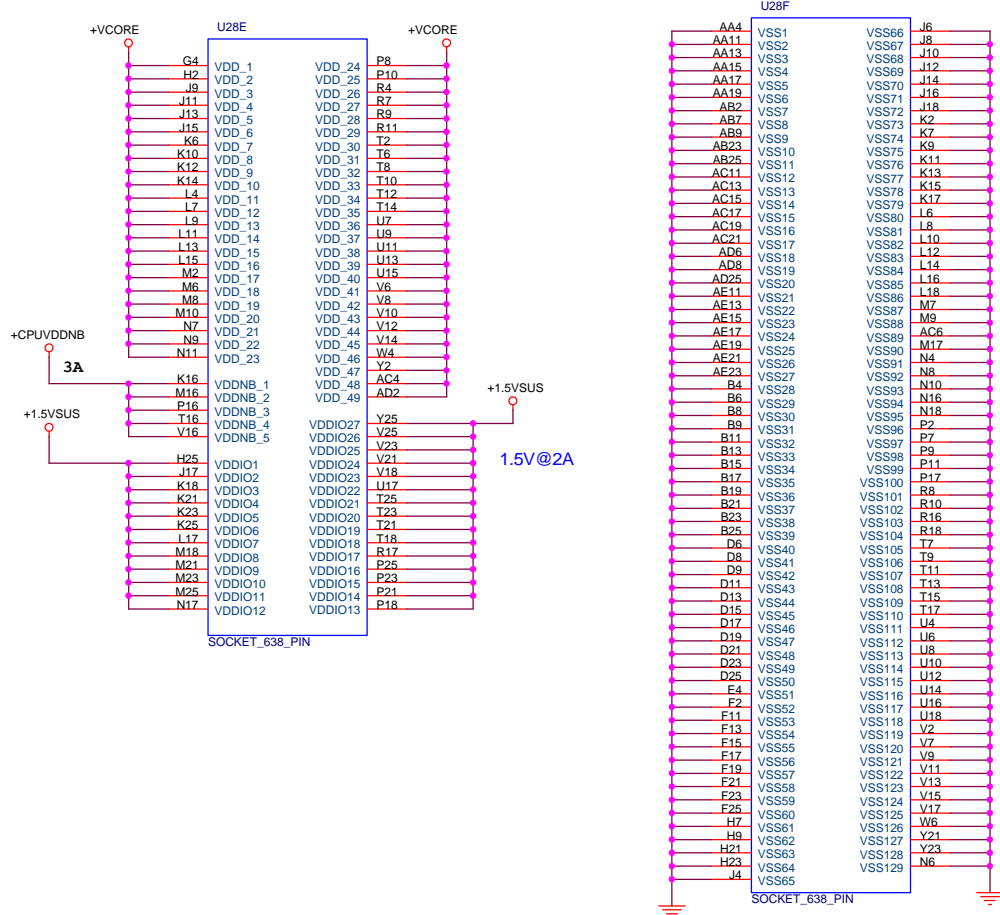 U28E
+VCORE
+VCORE
G4 VDD_1 VDD_24 P8
H2 VDD_2 VDD_25 P10
J9 VDD_3 VDD_26 R4
J11 VDD_4 VDD_27 R7
J13 VDD_5 VDD_28 R9
J15 VDD_6 VDD_29 R11
K6 VDD_7 VDD_30 T2
K10 VDD_8 VDD_31 T6
K12 VDD_9 VDD_32 T8
K14 VDD_10 VDD_33 T10
L4 VDD_11 VDD_34 T12
L7 VDD_12 VDD_35 T14
L9 VDD_13 VDD_36 U7
L11 VDD_14 VDD_37 U9
L13 VDD_15 VDD_38 U11
L15 VDD_16 VDD_39 U13
M2 VDD_17 VDD_40 U15
M6 VDD_18 VDD_41 V6
M8 VDD_19 VDD_42 V8
M10 VDD_20 VDD_43 V10
N7 VDD_21 VDD_44 V12
N9 VDD_22 VDD_45 V14
N11 VDD_23 VDD_46 W4
VDD_47 Y2
+CPUVDDNB
3A
K16 VDDNB_1 VDD_48 AC4
M16 VDDNB_2 VDD_49 AD2
P16 VDDNB_3
T16 VDDNB_4 VDDIO27 Y25
V16 VDDNB_5 VDDIO26 V25
VDDIO25 V23
+1.5VSUS
+1.5VSUS
1.5V@2A
H25 VDDIO1 VDDIO24 V21
J17 VDDIO2 VDDIO23 V18
K18 VDDIO3 VDDIO22 U17
K21 VDDIO4 VDDIO21 T25
K23 VDDIO5 VDDIO20 T23
K25 VDDIO6 VDDIO19 T21
L17 VDDIO7 VDDIO18 T18
M18 VDDIO8 VDDIO17 R17
M21 VDDIO9 VDDIO16 P25
M23 VDDIO10 VDDIO15 P23
M25 VDDIO11 VDDIO14 P21
N17 VDDIO12 VDDIO13 P18
SOCKET_638_PIN
U28F
AA4 VSS1 VSS66 J6
AA11 VSS2 VSS67 J8
AA13 VSS3 VSS68 J10
AA15 VSS4 VSS69 J12
AA17 VSS5 VSS70 J14
AA19 VSS6 VSS71 J16
AB2 VSS7 VSS72 J18
AB7 VSS8 VSS73 K2
AB9 VSS9 VSS74 K7
AB23 VSS10 VSS75 K9
AB25 VSS11 VSS76 K11
AC11 VSS12 VSS77 K13
AC13 VSS13 VSS78 K15
AC15 VSS14 VSS79 K17
AC17 VSS15 VSS80 L6
AC19 VSS16 VSS81 L8
AC21 VSS17 VSS82 L10
AD6 VSS18 VSS83 L12
AD8 VSS19 VSS84 L14
AD25 VSS20 VSS85 L16
AE11 VSS21 VSS86 L18
AE13 VSS22 VSS87 M7
AE15 VSS23 VSS88 M9
AE17 VSS24 VSS89 AC6
AE19 VSS25 VSS90 M17
AE21 VSS26 VSS91 N4
AE23 VSS27 VSS92 N8
B4 VSS28 VSS93 N10
B6 VSS29 VSS94 N16
B8 VSS30 VSS95 N18
B9 VSS31 VSS96 P2
B11 VSS32 VSS97 P7
B13 VSS33 VSS98 P9
B15 VSS34 VSS99 P11
B17 VSS35 VSS100 P17
B19 VSS36 VSS101 R8
B21 VSS37 VSS102 R10
B23 VSS38 VSS103 R16
B25 VSS39 VSS104 R18
D6 VSS40 VSS105 T7
D8 VSS41 VSS106 T9
D9 VSS42 VSS107 T11
D11 VSS43 VSS108 T13
D13 VSS44 VSS109 T15
D15 VSS45 VSS110 T17
D17 VSS46 VSS111 U4
D19 VSS47 VSS112 U6
D21 VSS48 VSS113 U8
D23 VSS49 VSS114 U10
D25 VSS50 VSS115 U12
E4 VSS51 VSS116 U14
F2 VSS52 VSS117 U16
F11 VSS53 VSS118 U18
F13 VSS54 VSS119 V2
F15 VSS55 VSS120 V7
F17 VSS56 VSS121 V9
F19 VSS57 VSS122 V11
F21 VSS58 VSS123 V13
F23 VSS59 VSS124 V15
F25 VSS60 VSS125 V17
H7 VSS61 VSS126 W6
H9 VSS62 VSS127 Y21
H21 VSS63 VSS128 Y23
H23 VSS64 VSS129 N6
J4 VSS65
SOCKET_638_PIN